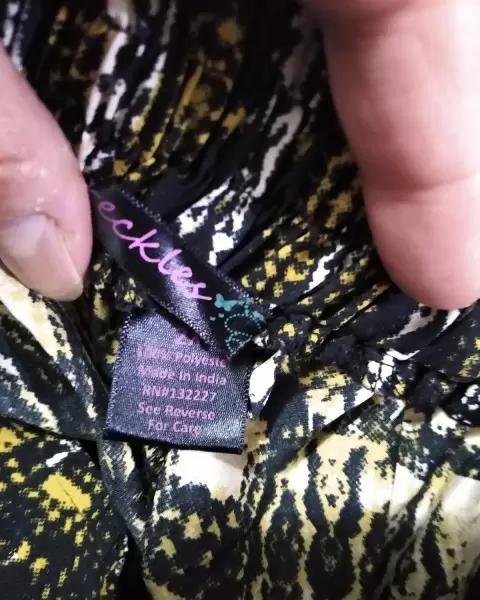 eckles
100% Polyester
Made in India
RN#132227
See Reverse
For Care